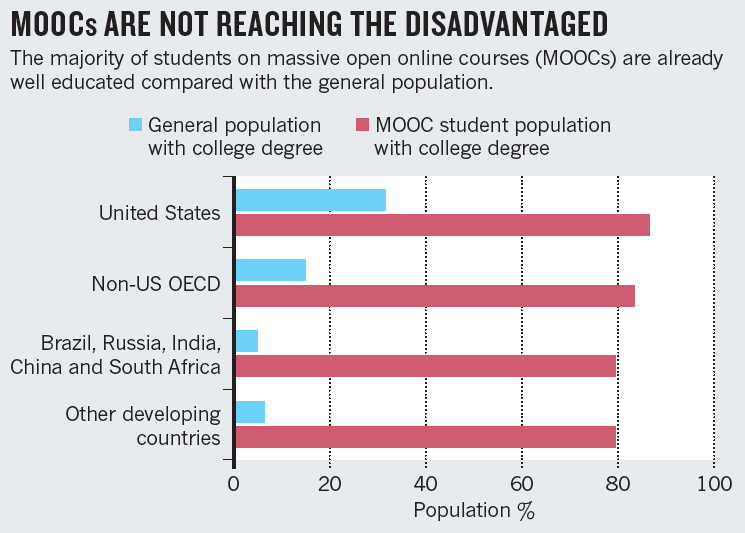 MOOCs ARE NOT REACHING THE DISADVANTAGED
The majority of students on massive open online courses (MOOCs) are already
well educated compared with the general population.
General population
with college degree
MOOC student population
with college degree
United States
Non-US OECD
Brazil, Russia, India,
China and South Africa
Other developing
countries
0 20 40 60 80 100
Population %